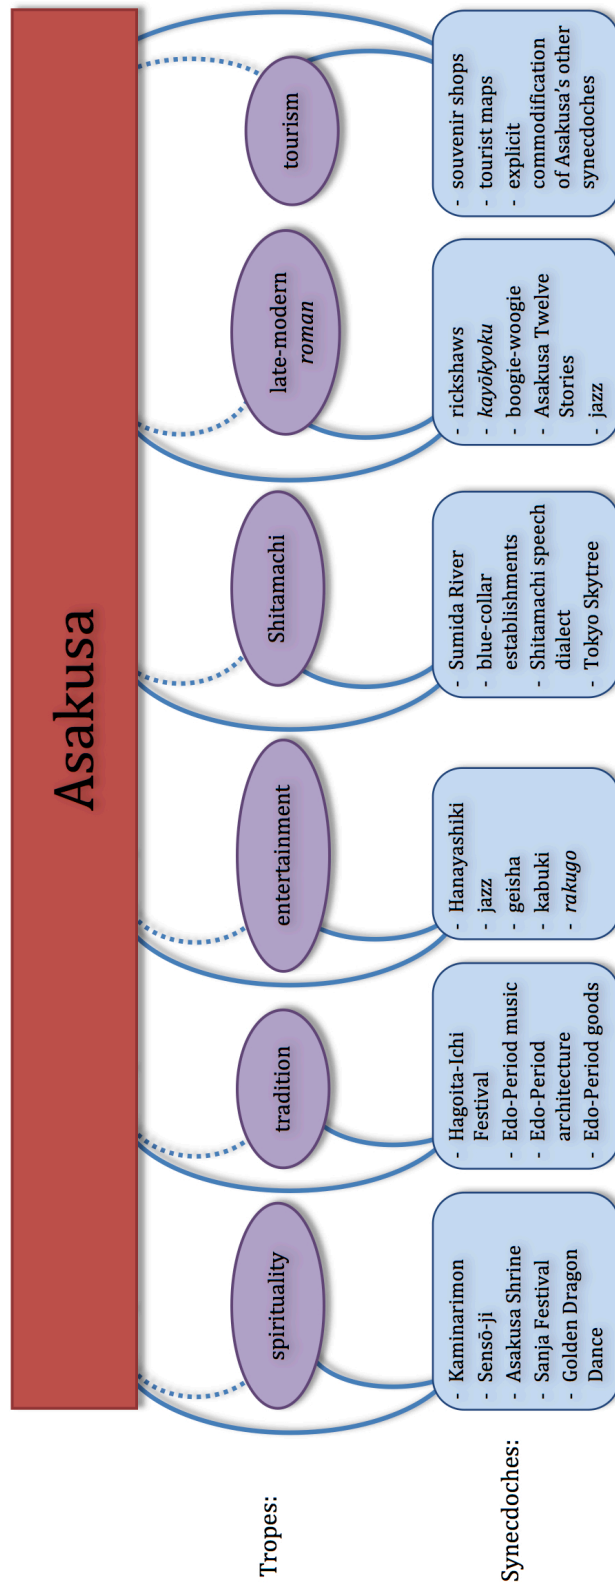 Asakusa
Tropes:
spirituality
tradition
entertainment
Shitamachi
late-modern
roman
tourism
Synecdoches:
- Kaminarimon
- Sensō-ji
- Asakusa Shrine
- Sanja Festival
- Golden Dragon
Dance
- Hagoita-Ichi
Festival
- Edo-Period music
- Edo-Period
architecture
- Edo-Period goods
- Hanayashiki
- jazz
- geisha
- kabuki
- rakugo
- Sumida River
- blue-collar
establishments
- Shitamachi speech
dialect
- Tokyo Skytree
- rickshaws
- kayōkyoku
- boogie-woogie
- Asakusa Twelve
Stories
- jazz
- souvenir shops
- tourist maps
- explicit
commodification
of Asakusa's other
synecdoches